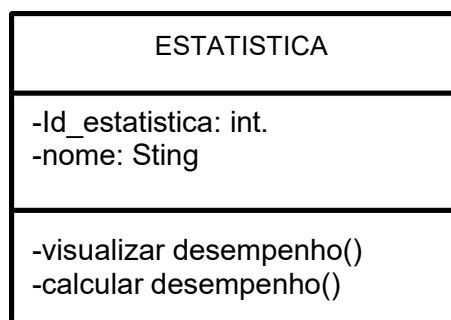 ESTATISTICA
-Id_estatistica: int.
-nome: Sting
-visualizar desempenho()
-calcular desempenho()